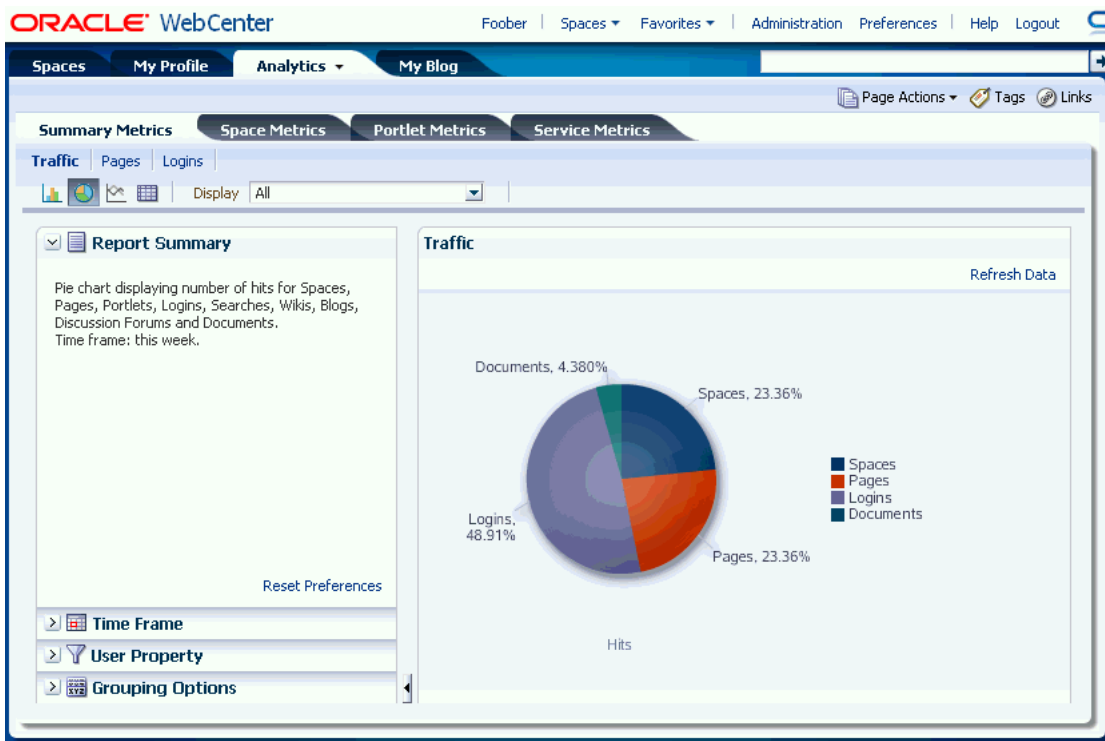 ORACLE WebCenter
Foober Spaces Favorites Administration Preferences Help Logout
Spaces My Profile Analytics My Blog
Page Actions Tags Links
Summary Metrics Space Metrics Portlet Metrics Service Metrics
Traffic Pages Logins
Display All
Report Summary
Pie chart displaying number of hits for Spaces,
Pages, Portlets, Logins, Searches, Wikis, Blogs,
Discussion Forums and Documents.
Time frame: this week.
Reset Preferences
Time Frame
User Property
Grouping Options
Traffic
Refresh Data
Documents, 4.380%
Spaces, 23.36%
Logins,
48.91%
Pages, 23.36%
Hits
Spaces
Pages
Logins
Documents